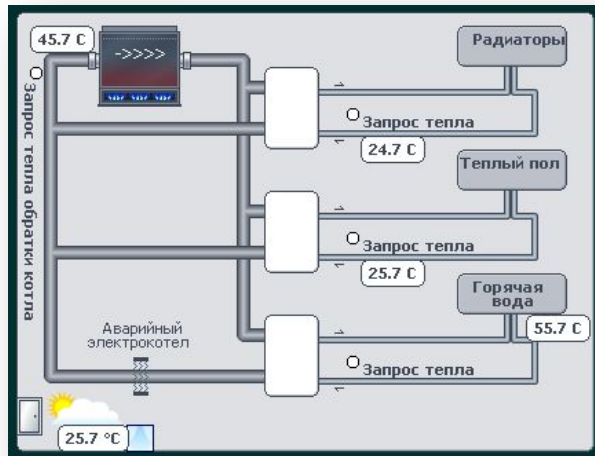 45.7 C
->>>>
Радиаторы
Запрос тепла обратки котла
Запрос тепла
24.7 C
Теплый пол
Запрос тепла
25.7 C
Горячая
вода
55.7 C
Аварийный
электрокотел
Запрос тепла
25.7 °C